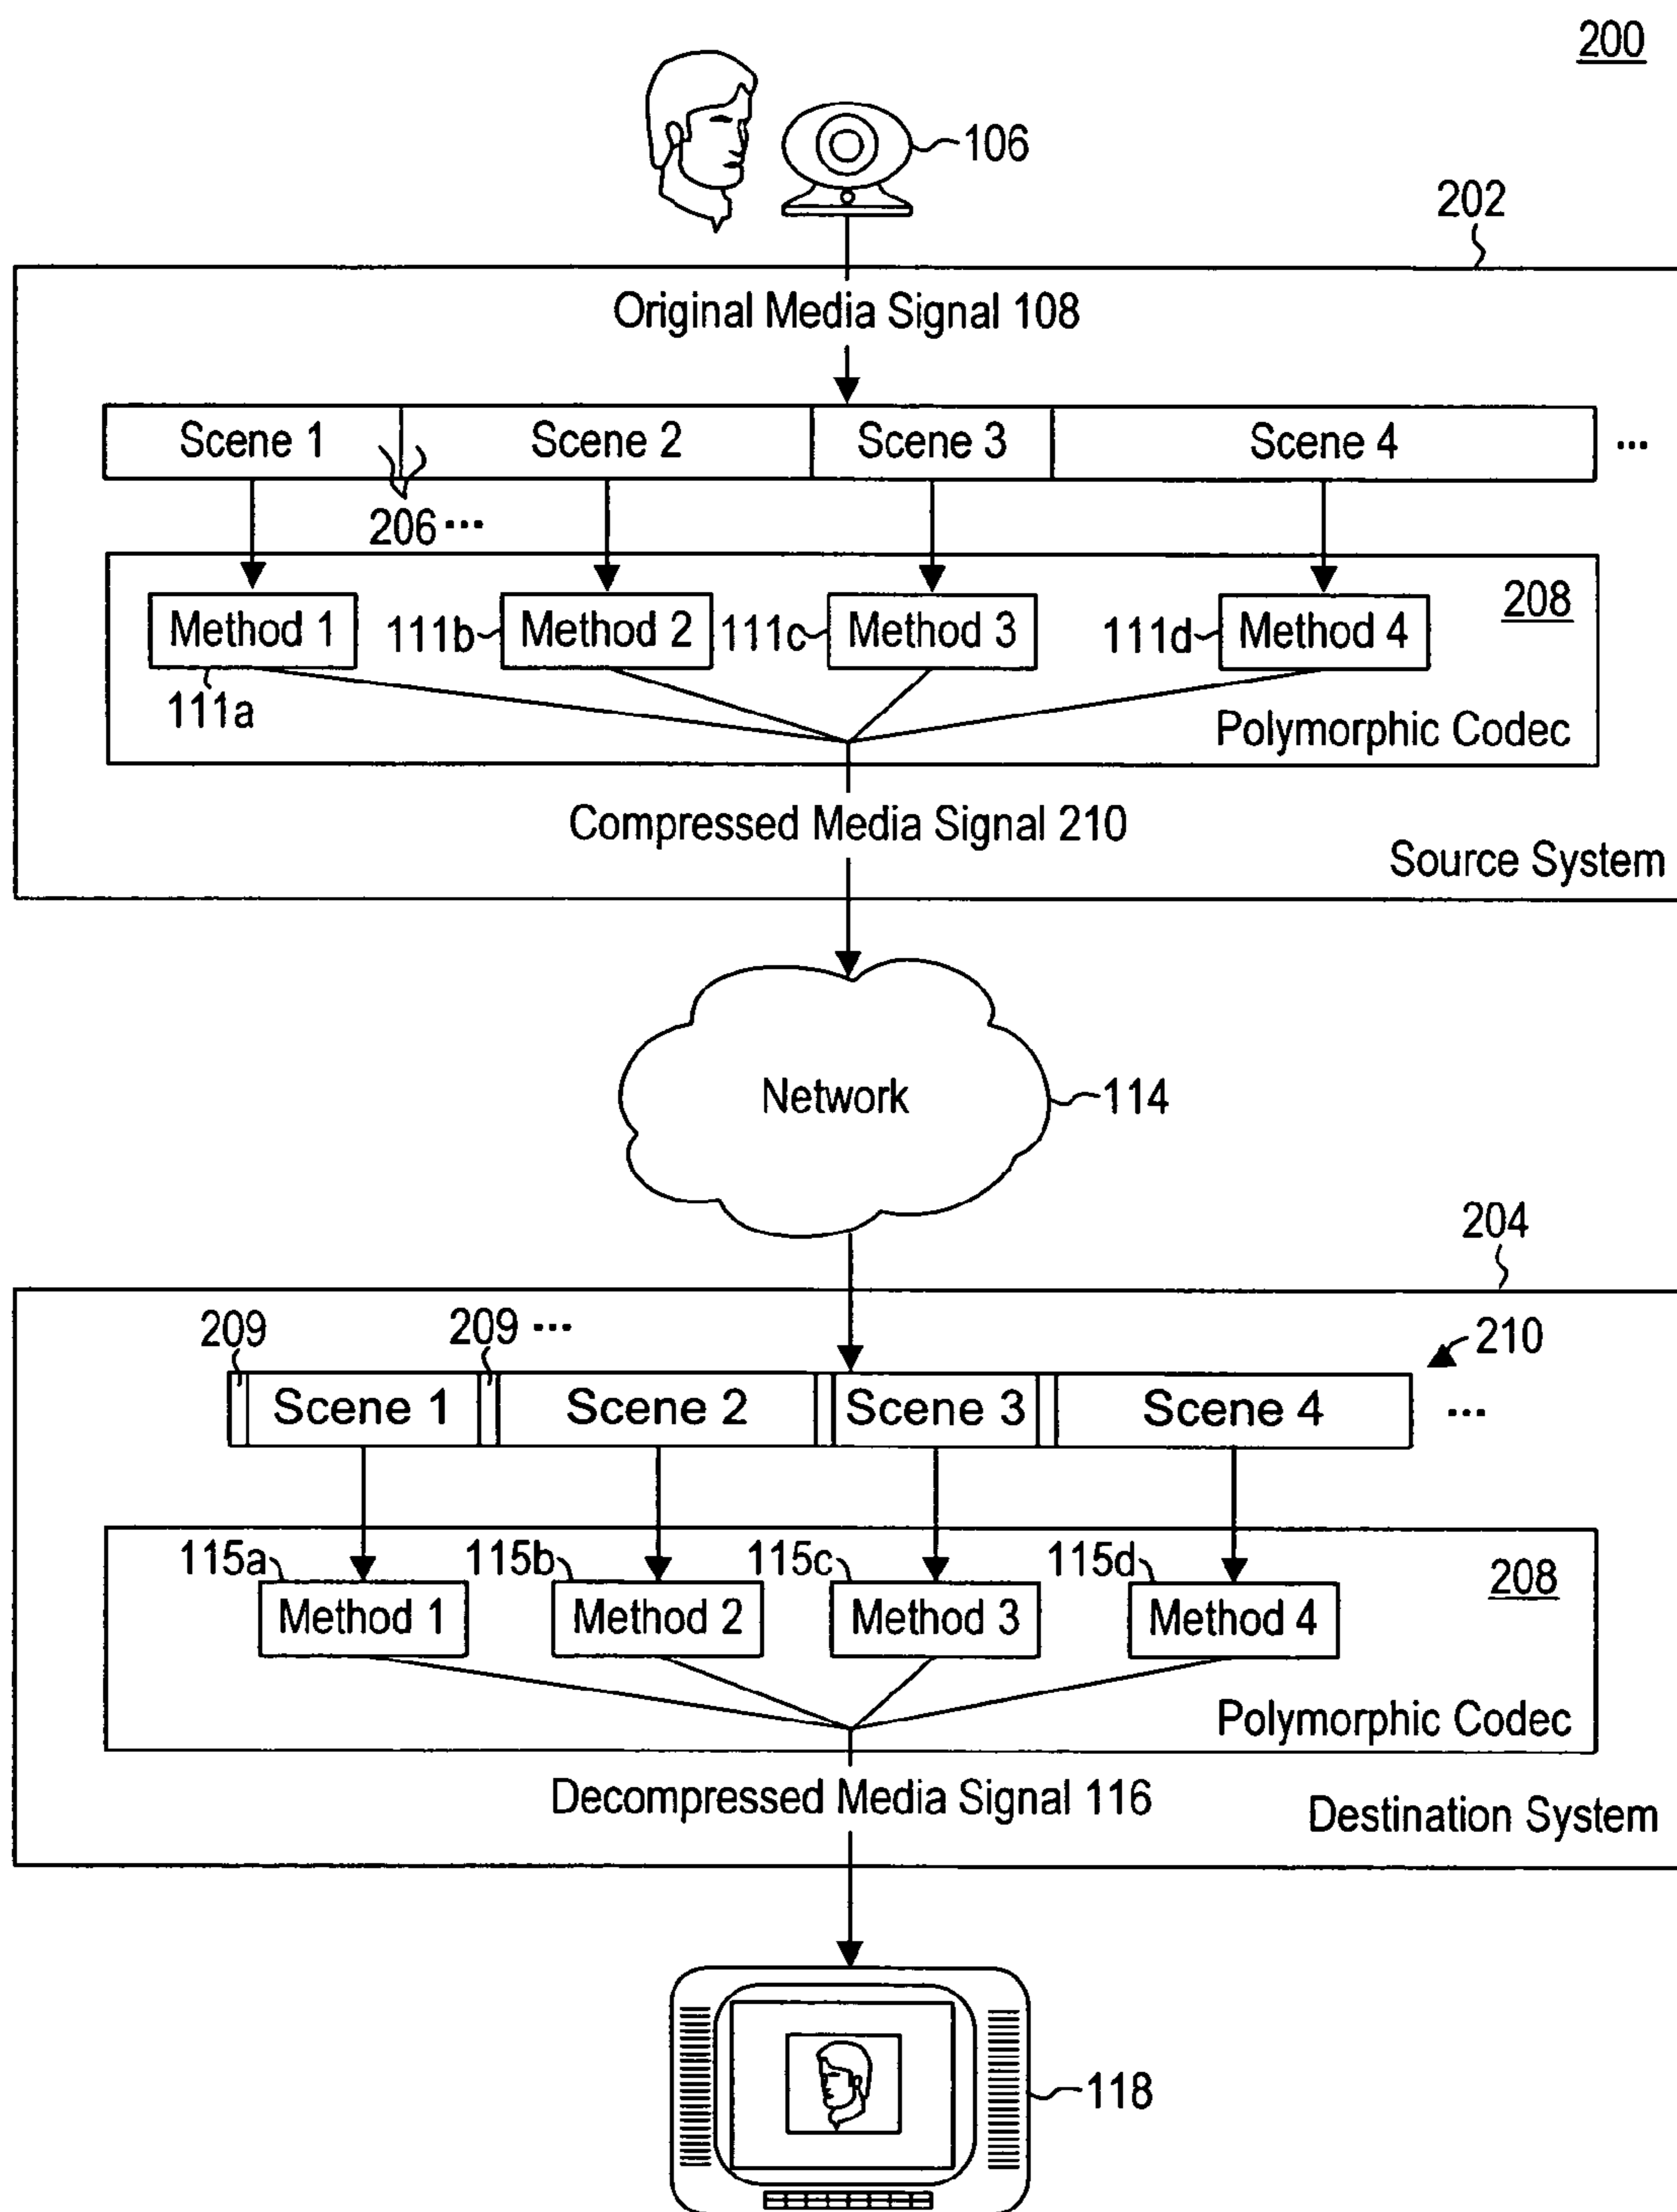 200
106
202
Original Media Signal 108
Scene 1 Scene 2 Scene 3 Scene 4 ...
206 ...
208
Method 1 111b Method 2 111c Method 3 111d Method 4
111a
Polymorphic Codec
Compressed Media Signal 210
Source System
Network 114
204
209 209 ... 210
Scene 1 Scene 2 Scene 3 Scene 4 ...
115a 115b 115c 115d 208
Method 1 Method 2 Method 3 Method 4
Polymorphic Codec
Decompressed Media Signal 116
Destination System
118